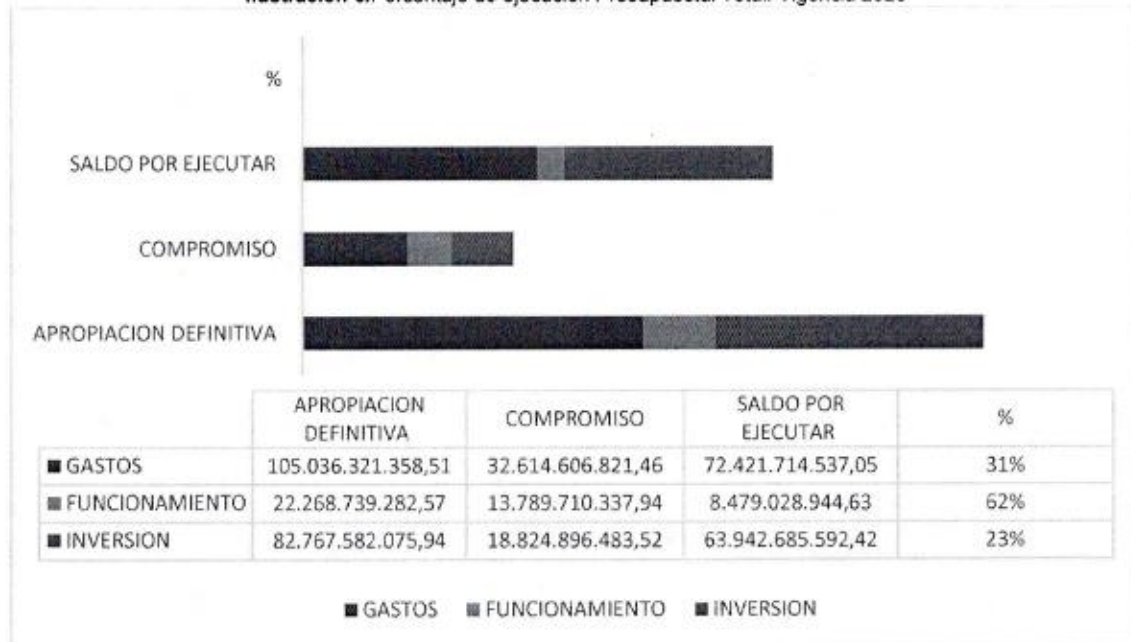 %
SALDO POR EJECUTAR
COMPROMISO
APROPIACION DEFINITIVA
APROPIACION DEFINITIVA COMPROMISO SALDO POR EJECUTAR %
GASTOS 105.036.321.358,51 32.614.606.821,46 72.421.714.537,05 31%
FUNCIONAMIENTO 22.268.739.282,57 13.789.710.337,94 8.479.028.944,63 62%
INVERSION 82.767.582.075,94 18.824.896.483,52 63.942.685.592,42 23%
GASTOS FUNCIONAMIENTO INVERSION